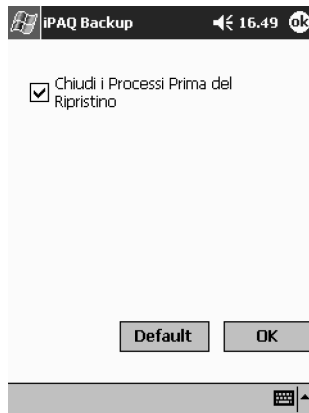 iPAQ Backup 16.49 ok
Chiudi i Processi Prima del
Ripristino
Default OK